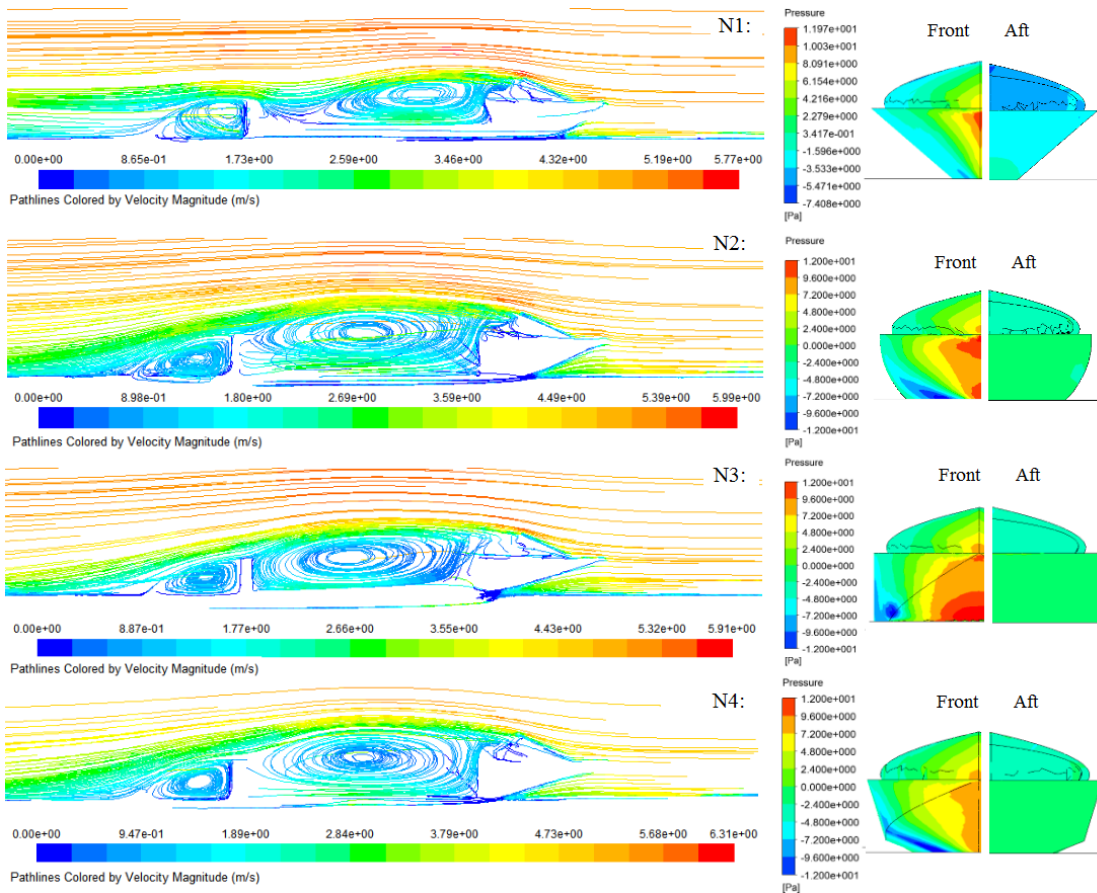 N1:
0.00e+00 8.65e-01 1.73e+00 2.59e+00 3.46e+00 4.32e+00 5.19e+00 5.77e+00
Pathlines Colored by Velocity Magnitude (m/s)
Pressure
1.197e+001
1.003e+001
8.091e+000
6.154e+000
4.216e+000
2.279e+000
3.417e-001
-1.596e+000
-3.533e+000
-5.471e+000
-7.408e+000
[Pa]
Front Aft
N2:
0.00e+00 8.98e-01 1.80e+00 2.69e+00 3.59e+00 4.49e+00 5.39e+00 5.99e+00
Pathlines Colored by Velocity Magnitude (m/s)
Pressure
1.200e+001
9.600e+000
7.200e+000
4.800e+000
2.400e+000
0.000e+000
-2.400e+000
-4.800e+000
-7.200e+000
-9.600e+000
-1.200e+001
[Pa]
Front Aft
N3:
0.00e+00 8.87e-01 1.77e+00 2.66e+00 3.55e+00 4.43e+00 5.32e+00 5.91e+00
Pathlines Colored by Velocity Magnitude (m/s)
Pressure
1.200e+001
9.600e+000
7.200e+000
4.800e+000
2.400e+000
0.000e+000
-2.400e+000
-4.800e+000
-7.200e+000
-9.600e+000
-1.200e+001
[Pa]
Front Aft
N4:
0.00e+00 9.47e-01 1.89e+00 2.84e+00 3.79e+00 4.73e+00 5.68e+00 6.31e+00
Pathlines Colored by Velocity Magnitude (m/s)
Pressure
1.200e+001
9.600e+000
7.200e+000
4.800e+000
2.400e+000
0.000e+000
-2.400e+000
-4.800e+000
-7.200e+000
-9.600e+000
-1.200e+001
[Pa]
Front Aft